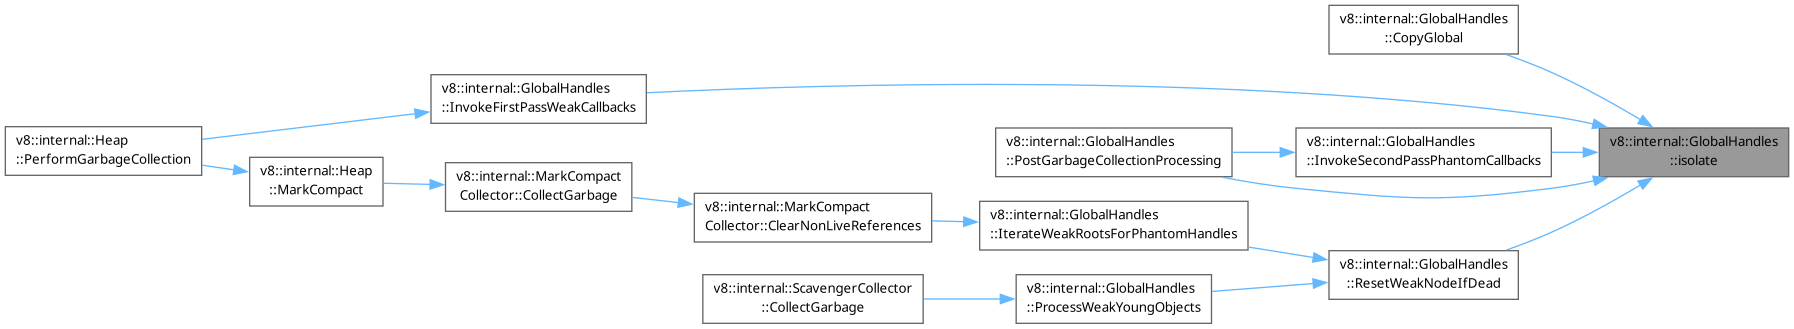 v8::internal::GlobalHandles
::CopyGlobal
v8::internal::GlobalHandles
::InvokeFirstPassWeakCallbacks
v8::internal::Heap
::PerformGarbageCollection
v8::internal::GlobalHandles
::PostGarbageCollectionProcessing
v8::internal::GlobalHandles
::InvokeSecondPassPhantomCallbacks
v8::internal::GlobalHandles
::isolate
v8::internal::Heap
::MarkCompact
v8::internal::MarkCompact
Collector::CollectGarbage
v8::internal::MarkCompact
Collector::ClearNonLiveReferences
v8::internal::GlobalHandles
::IterateWeakRootsForPhantomHandles
v8::internal::GlobalHandles
::ResetWeakNodeIfDead
v8::internal::ScavengerCollector
::CollectGarbage
v8::internal::GlobalHandles
::ProcessWeakYoungObjects